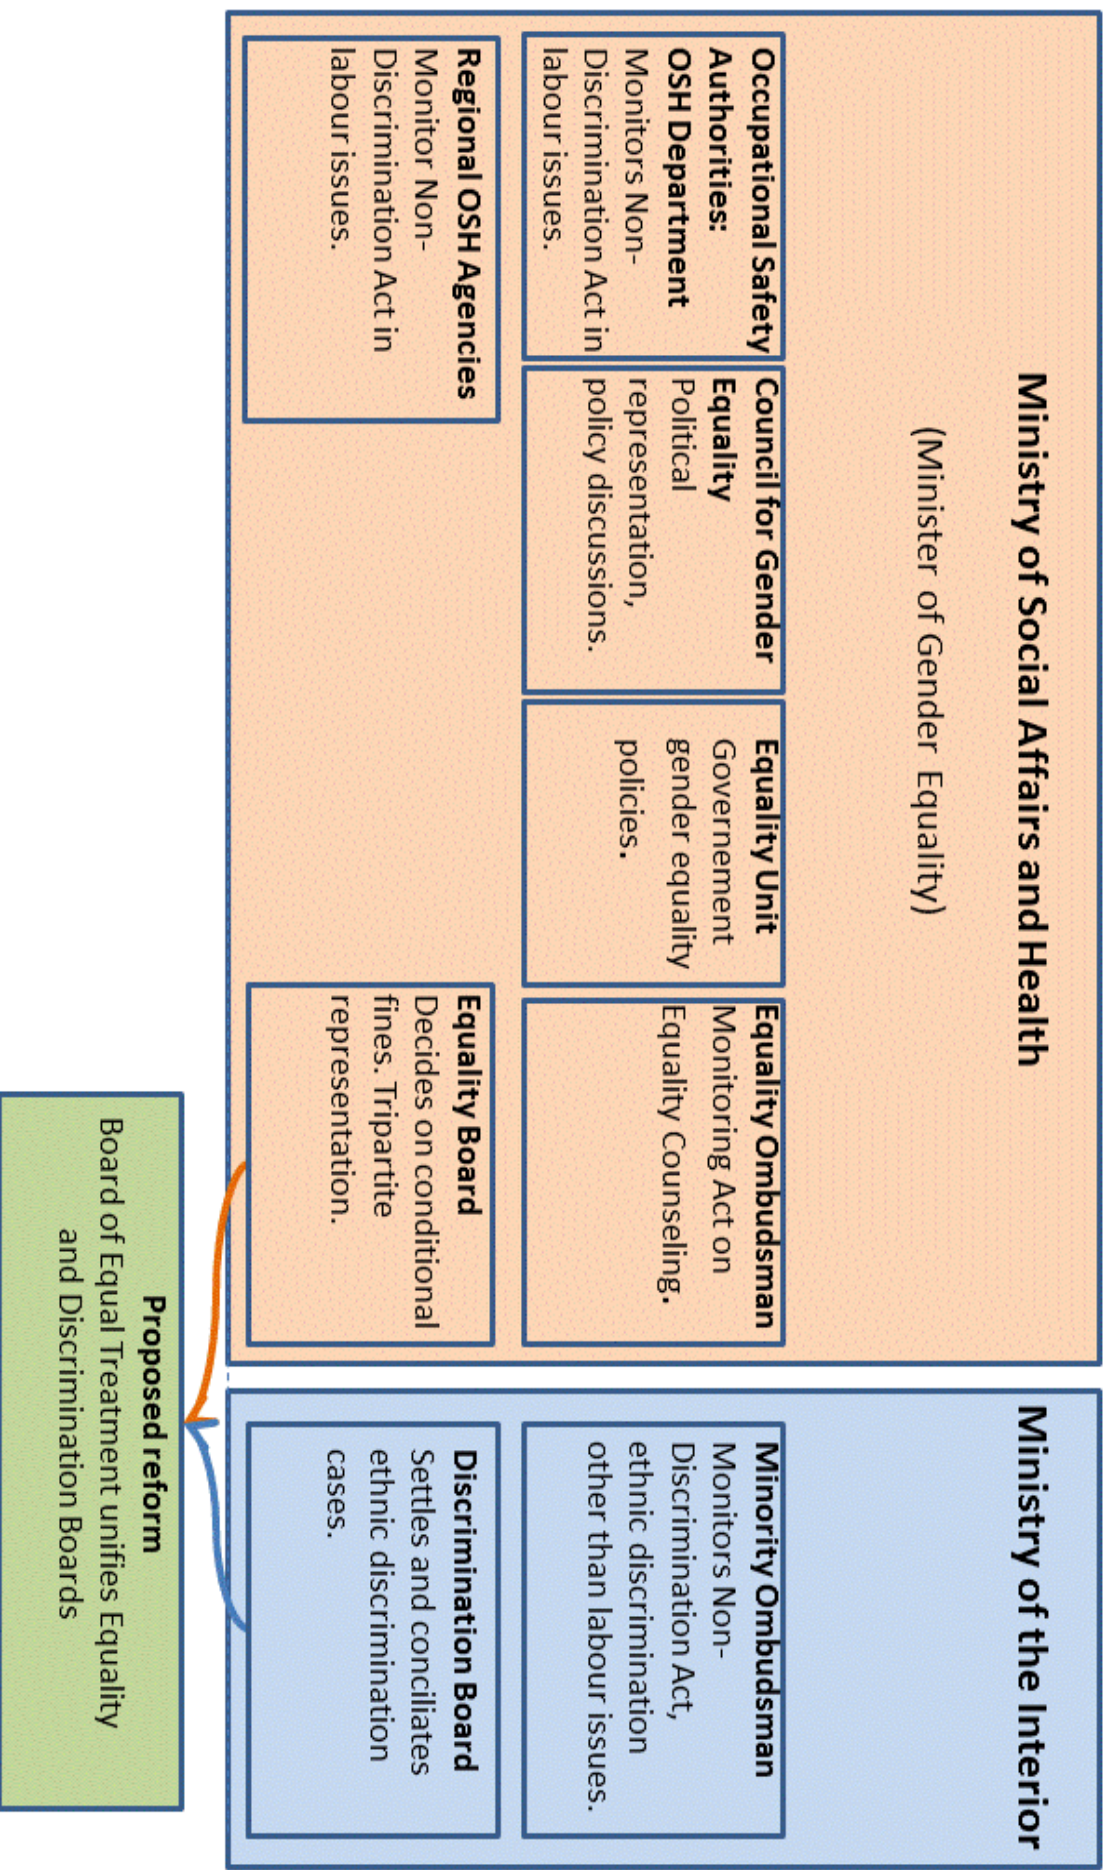 Ministry of Social Affairs and Health
(Minister of Gender Equality)
Occupational Safety
Authorities:
OSH Department
Monitors Non-
Discrimination Act in
labour issues.
Council for Gender
Equality
Political
representation,
policy discussions.
Equality Unit
Governement
gender equality
policies.
Equality Ombudsman
Monitoring Act on
Equality Counseling.
Regional OSH Agencies
Monitor Non-
Discrimination Act in
labour issues.
Equality Board
Decides on conditional
fines. Tripartite
representation.
Ministry of the Interior
Minority Ombudsman
Monitors Non-
Discrimination Act,
ethnic discrimination
other than labour issues.
Discrimination Board
Settles and conciliates
ethnic discrimination
cases.
Proposed reform
Board of Equal Treatment unifies Equality
and Discrimination Boards